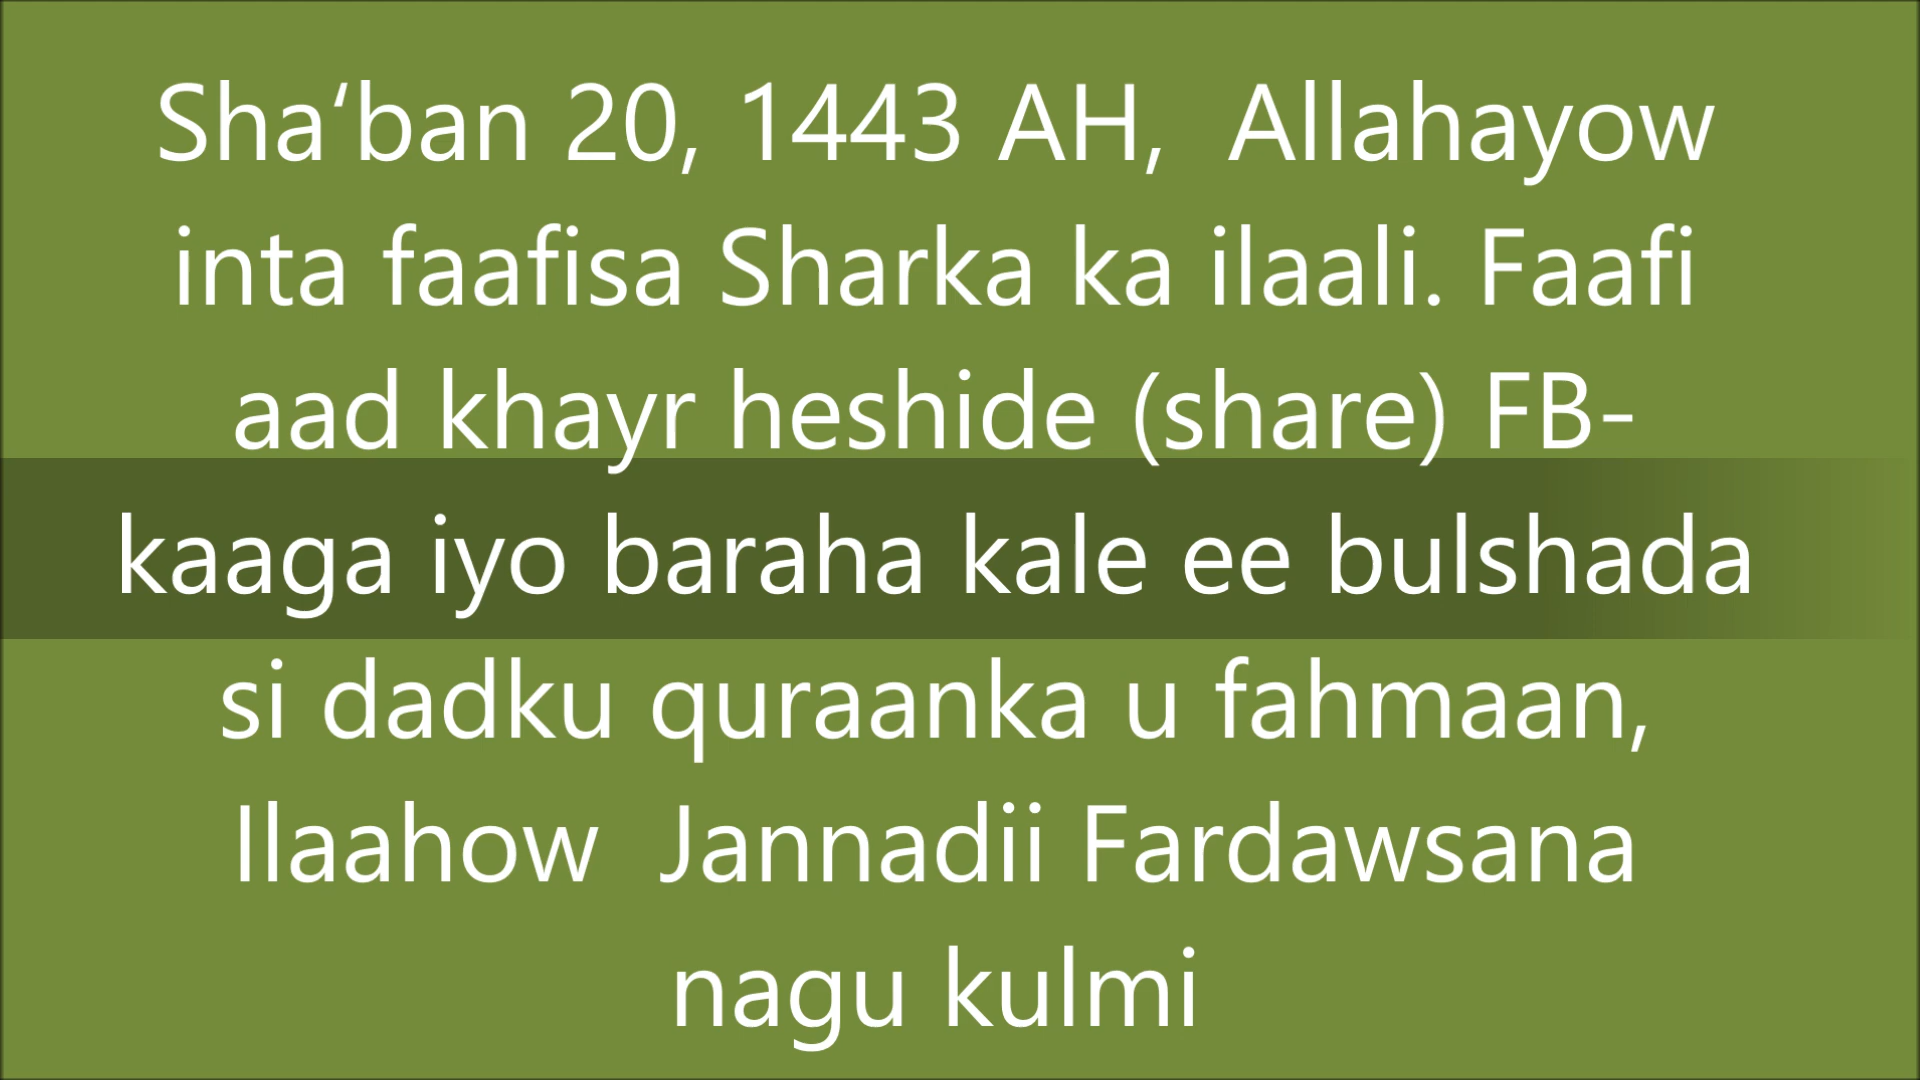 Sha‘ban 20, 1443 AH,  Allahayow
inta faafisa Sharka ka ilaali. Faafi
aad khayr heshide (share) FB-
kaaga iyo baraha kale ee bulshada
si dadku quraanka u fahmaan,
Ilaahow  Jannadii Fardawsana
nagu kulmi